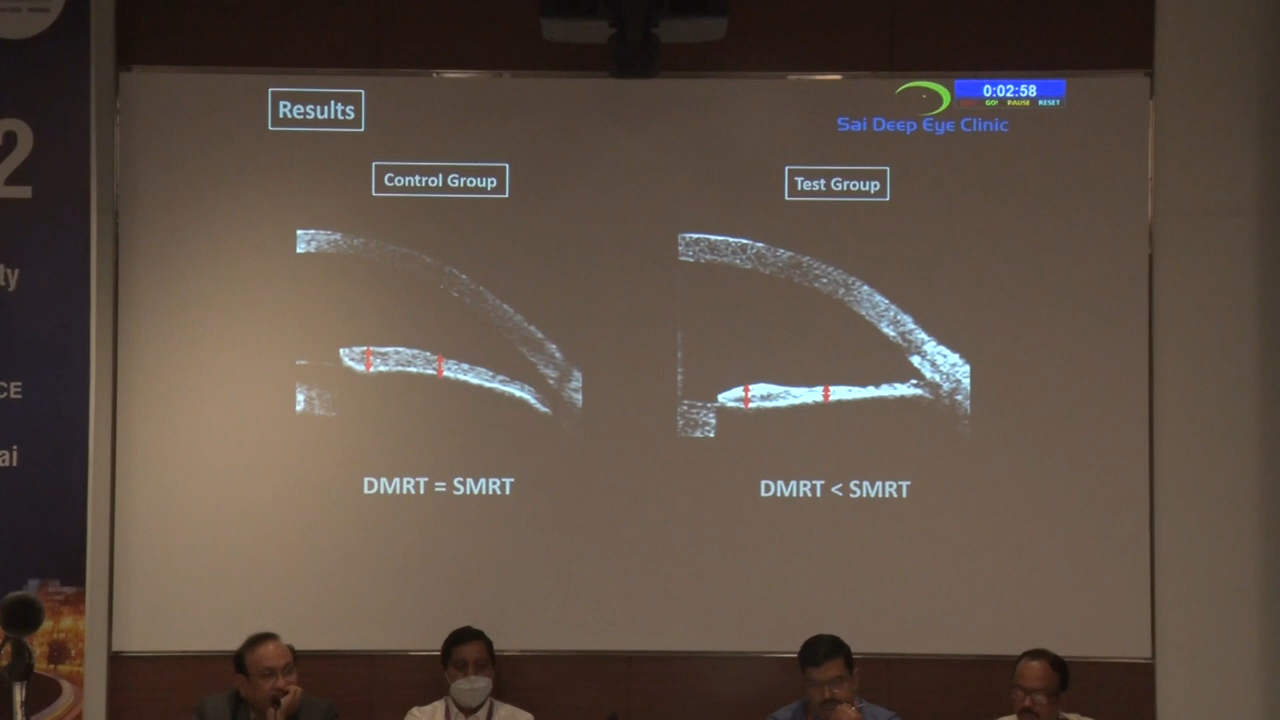 2
ty
CE
ai
Results
0:02:58
GO! PAUSE RESET
Sai Deep Eye Clinic
Control Group
Test Group
DMRT = SMRT
DMRT < SMRT